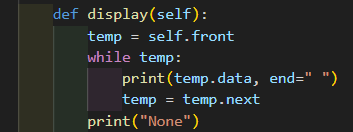 def display(self):
    temp = self.front
    while temp:
        print(temp.data, end=" ")
        temp = temp.next
    print("None")